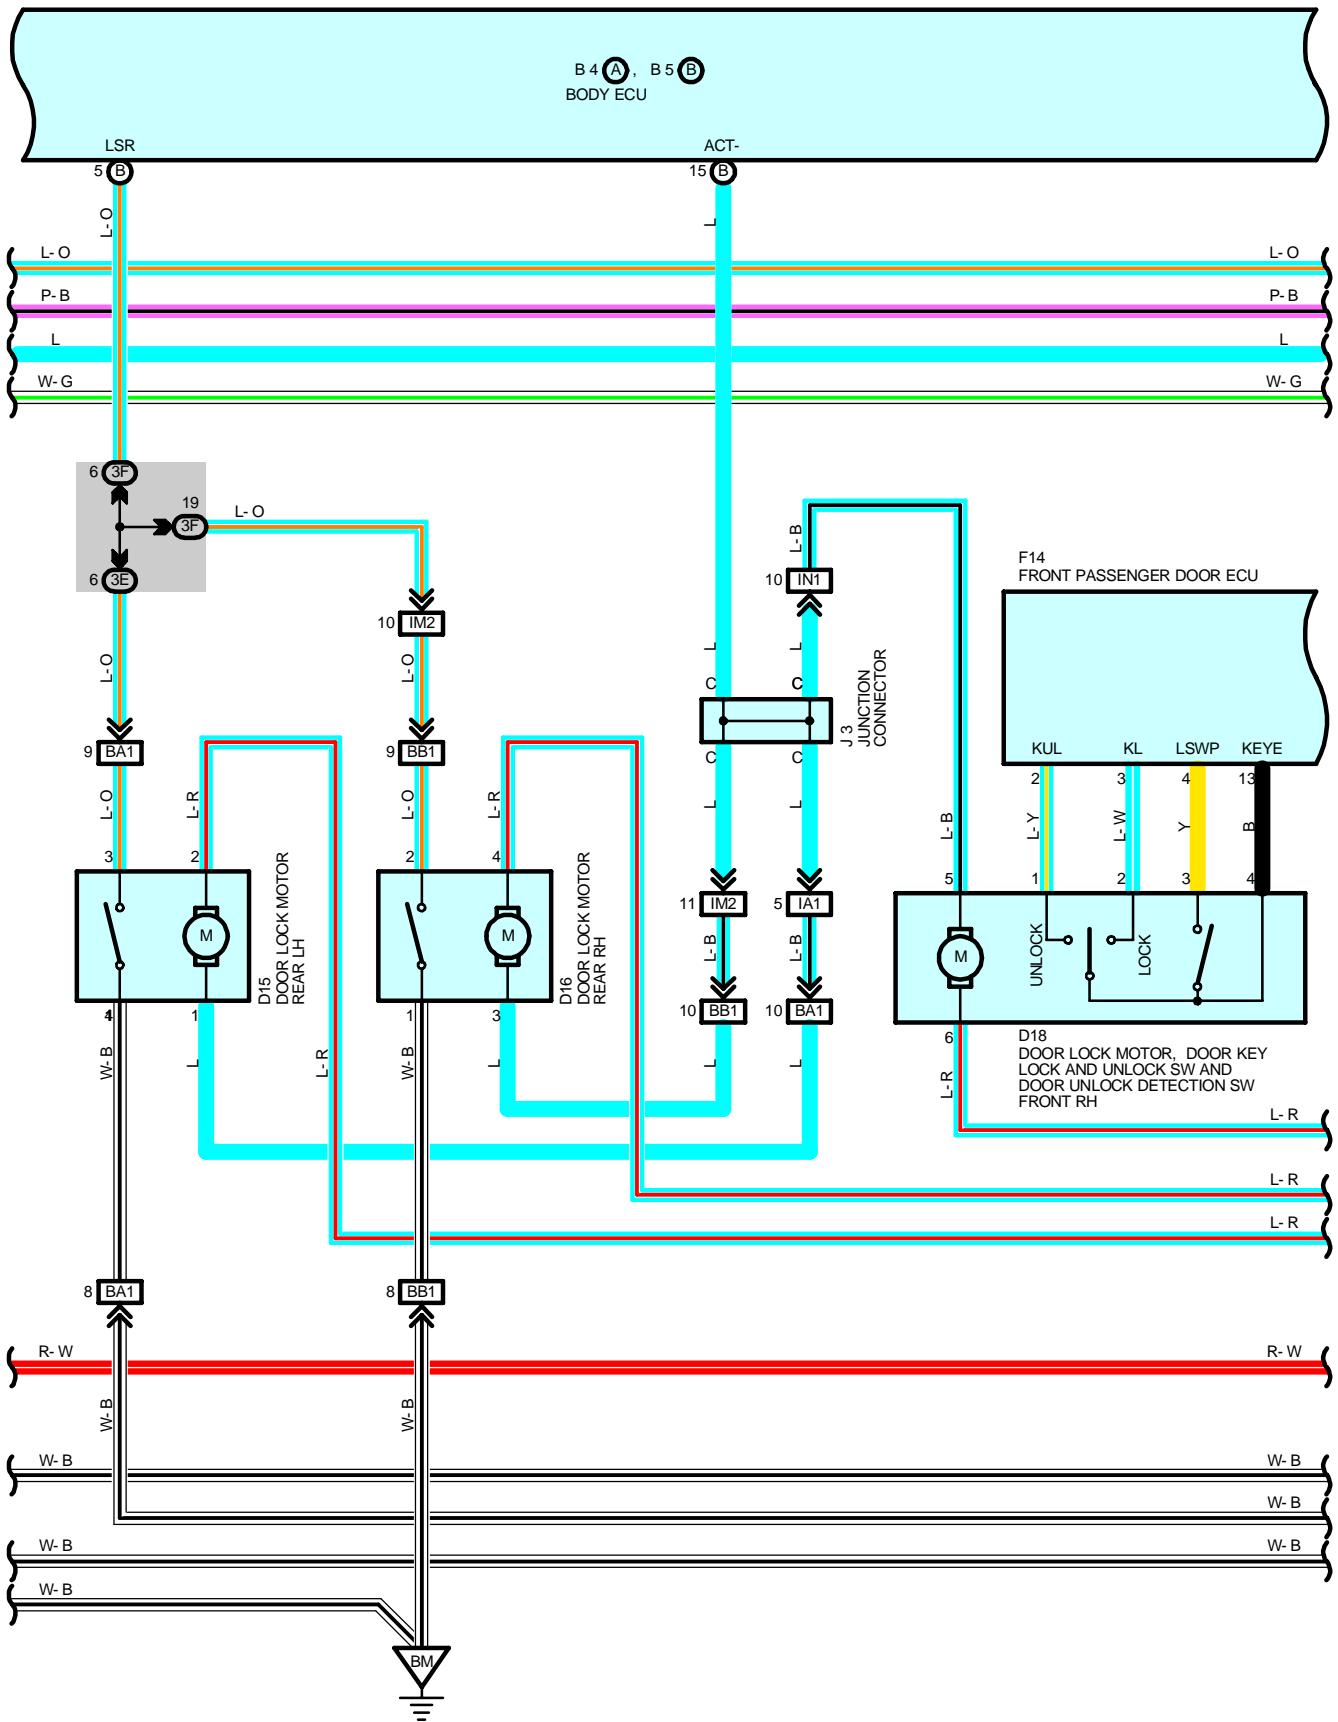 B 4 A , B 5 B
BODY ECU
LSR
ACT-
5 B
15 B
L- O
L
L- O
L- O
P- B
P- B
L
L
W- G
W- G
6 3F
19
3F
L- O
6 3E
10 IM2
L- B
10 IN1
F14
FRONT PASSENGER DOOR ECU
L- O
L- O
L
L
C
C
J 3
JUNCTION
CONNECTOR
9 BA1
9 BB1
C
C
KUL
KL
LSWP
KEYE
2
3
4
13
L- O
L- R
L- O
L- R
L
L
L- B
L- Y
L- W
Y
B
3
2
2
4
5
1
2
3
4
11 IM2
5 IA1
M
D15
DOOR LOCK MOTOR
REAR LH
M
D16
DOOR LOCK MOTOR
REAR RH
L- B
L- B
M
UNLOCK
LOCK
10 BB1
10 BA1
4
1
1
3
6
W- B
L
L- R
W- B
L
L
L
L- R
D18
DOOR LOCK MOTOR, DOOR KEY
LOCK AND UNLOCK SW AND
DOOR UNLOCK DETECTION SW
FRONT RH
L- R
L- R
L- R
8 BA1
8 BB1
R- W
R- W
W- B
W- B
W- B
W- B
W- B
W- B
W- B
W- B
BM